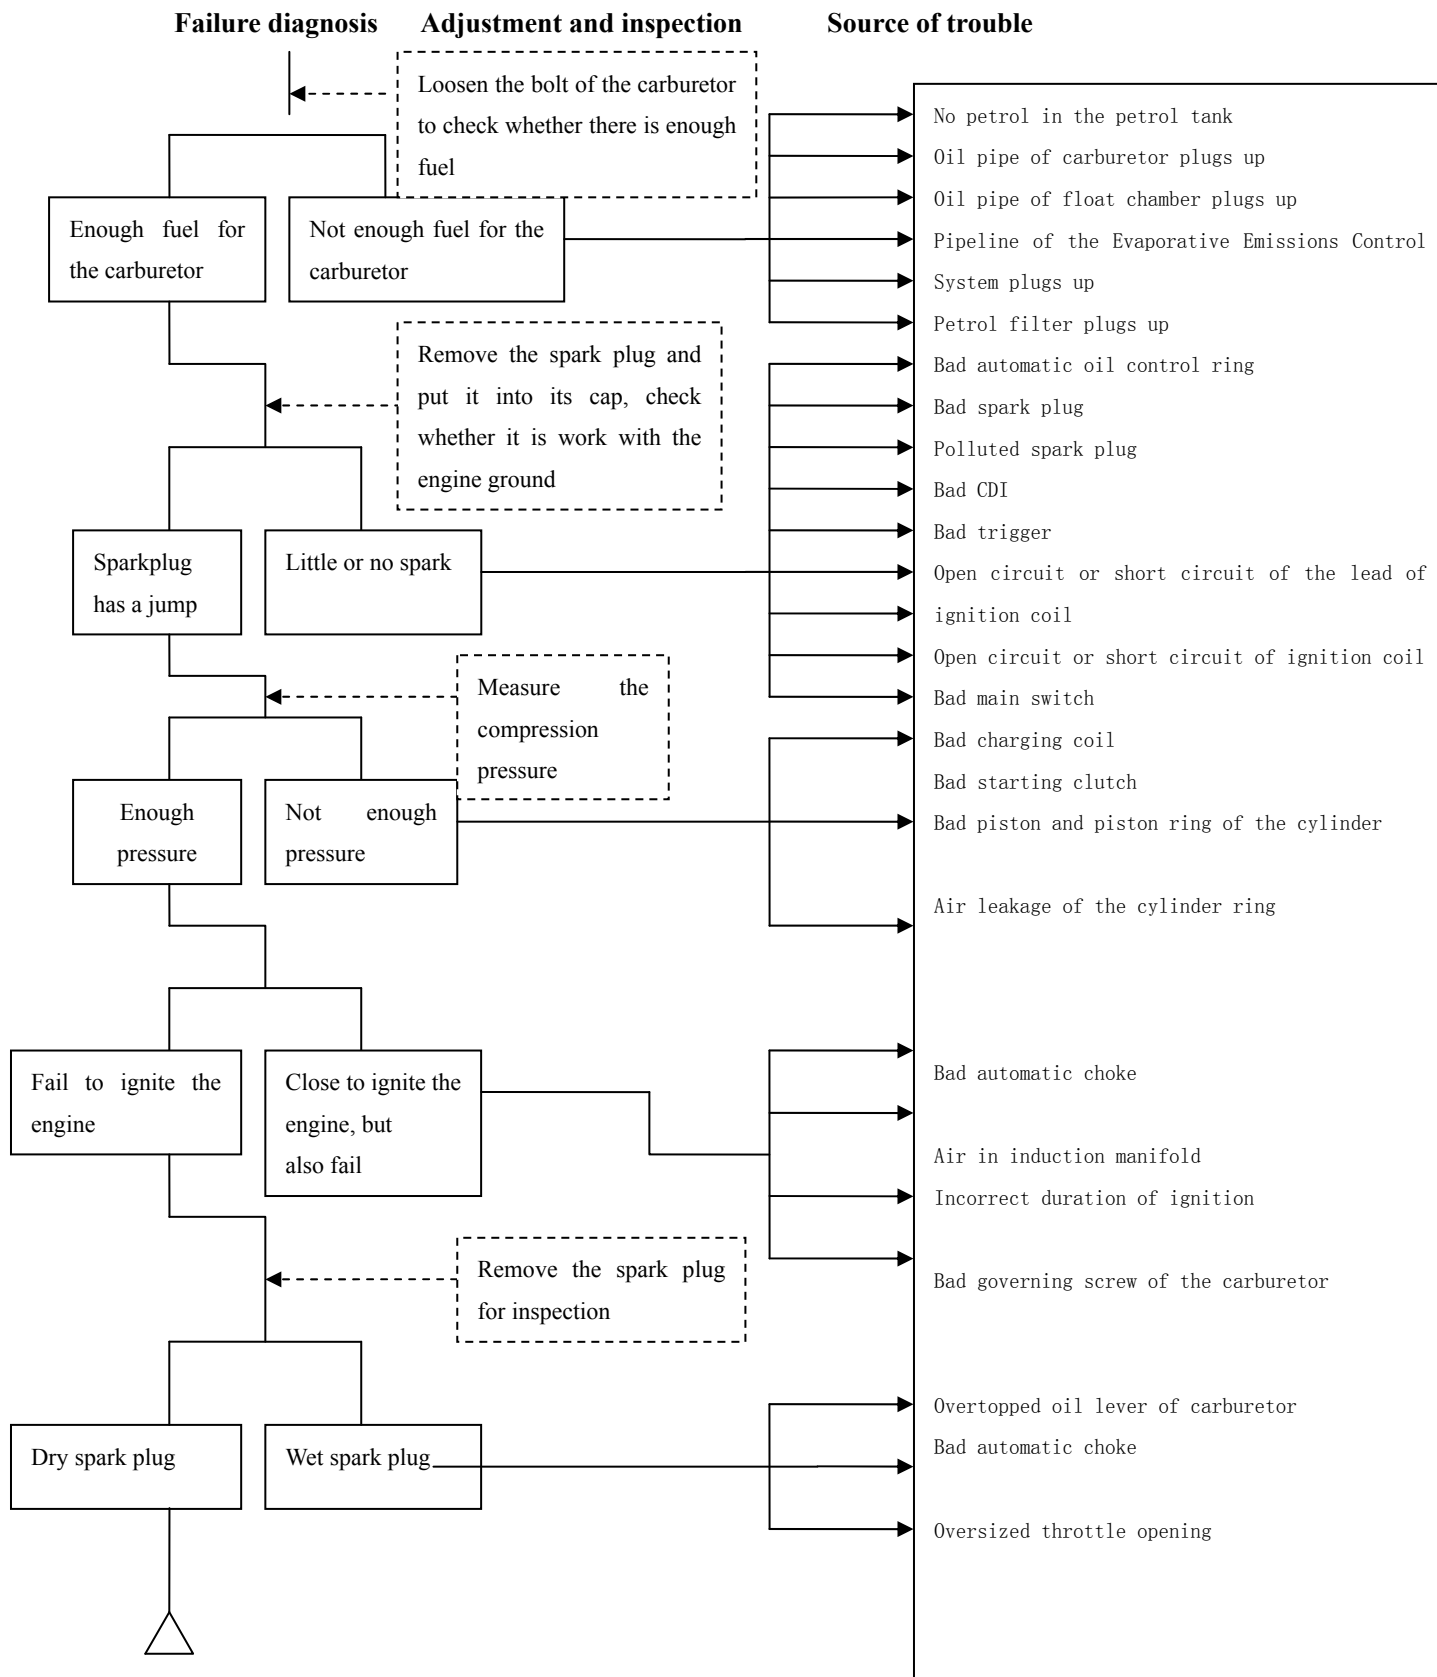 Failure diagnosis Adjustment and inspection Source of trouble
Loosen the bolt of the carburetor
to check whether there is enough
fuel
Enough fuel for
the carburetor
Not enough fuel for the
carburetor
Remove the spark plug and
put it into its cap, check
whether it is work with the
engine ground
Sparkplug
has a jump
Little or no spark
Measure the
compression
pressure
Enough
pressure
Not enough
pressure
Fail to ignite the
engine
Close to ignite the
engine, but
also fail
Remove the spark plug
for inspection
Dry spark plug
Wet spark plug
No petrol in the petrol tank
Oil pipe of carburetor plugs up
Oil pipe of float chamber plugs up
Pipeline of the Evaporative Emissions Control
System plugs up
Petrol filter plugs up
Bad automatic oil control ring
Bad spark plug
Polluted spark plug
Bad CDI
Bad trigger
Open circuit or short circuit of the lead of
ignition coil
Open circuit or short circuit of ignition coil
Bad main switch
Bad charging coil
Bad starting clutch
Bad piston and piston ring of the cylinder
Air leakage of the cylinder ring
Bad automatic choke
Air in induction manifold
Incorrect duration of ignition
Bad governing screw of the carburetor
Overtopped oil lever of carburetor
Bad automatic choke
Oversized throttle opening